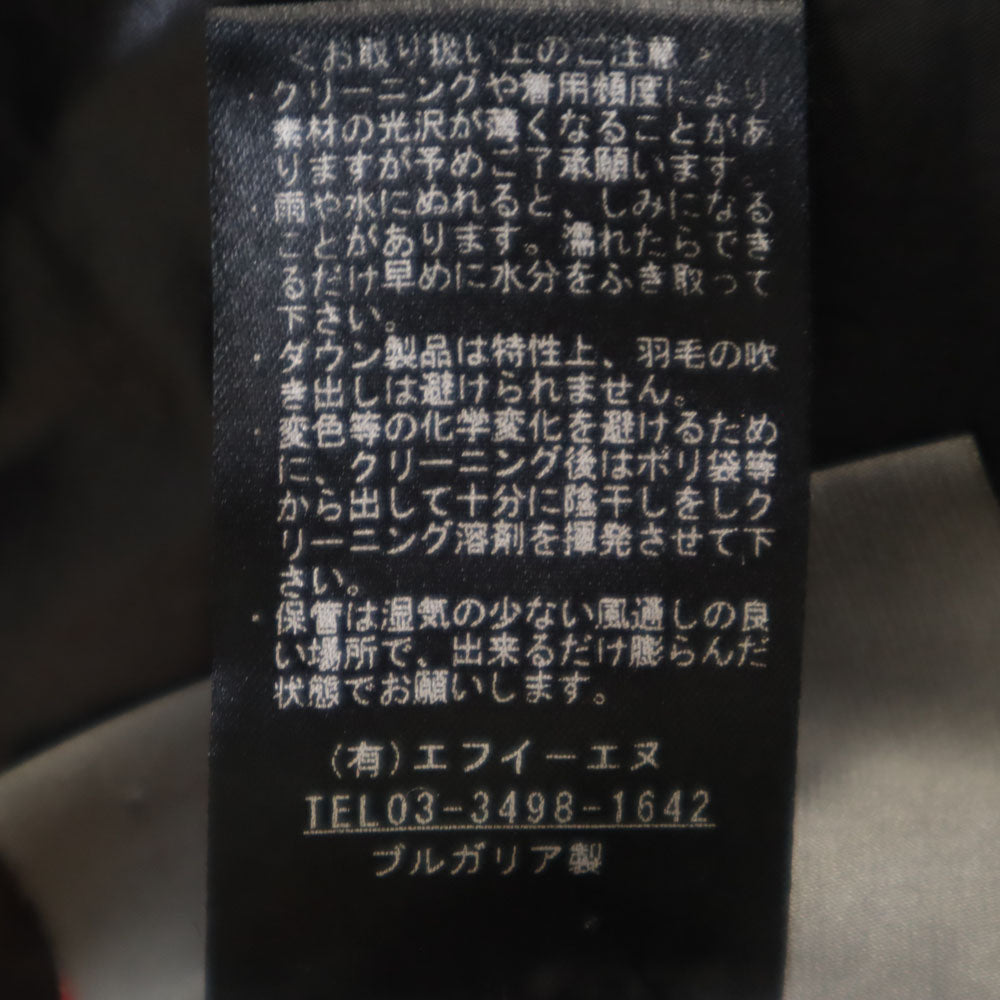 <お取り扱い上のご注意>
・クリーニングや着用頻度により
素材の光沢が薄くなることがあ
りますが予めご了承願います。
・雨や水にぬれると、しみになる
ことがあります。濡れたらでき
るだけ早めに水分をふき取って
下さい。
・ダウン製品は特性上、羽毛の吹
き出しは避けられません。
・変色等の化学変化を避けるため
に、クリーニング後はポリ袋等
から出して十分に陰干しをしク
リーニング溶剤を揮発させて下
さい。
・保管は湿気の少ない風通しの良
い場所で、出来るだけ膨らんだ
状態でお願いします。
(有)エフイーエヌ
TEL03-3498-1642
ブルガリア製